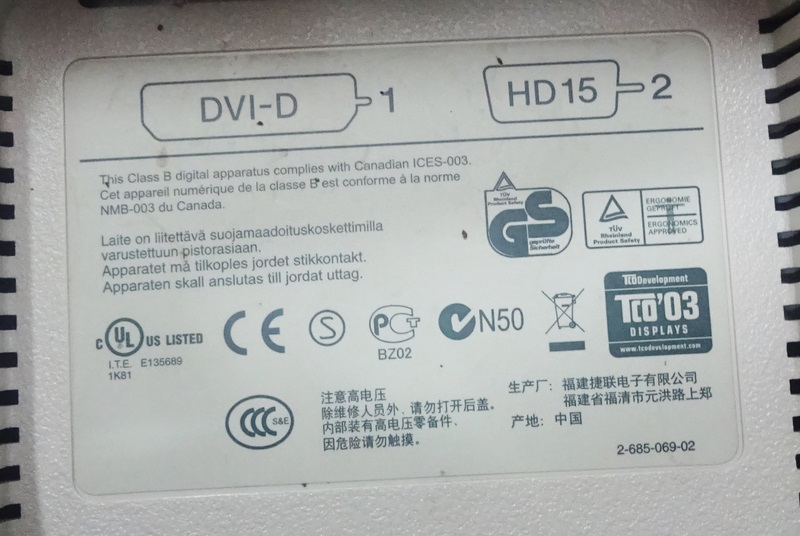 DVI-D 1
HD15 2
This Class B digital apparatus complies with Canadian ICES-003.
Cet appareil numérique de la classe B est conforme à la norme
NMB-003 du Canada.
Laite on liitettävä suojamaadoituskoskettimilla
varustettuun pistorasiaan.
Apparatet må tilkoples jordet stikkontakt.
Apparaten skall anslutas till jordat uttag.
TÜV
Rheinland
Product Safety
GS
geprüfte
Sicherheit
TÜV
Rheinland
Product Safety
ERGONOMIE
GEPRÜFT
ERGONOMICS
APPROVED
C UL US LISTED
I.T.E. E135689
1K81
CE
S
PCT
BZ02
N50
TCODevelopment
TCO'03
DISPLAYS
www.tcodevelopment.com
CCC S&E
注意高电压
除维修人员外，请勿打开后盖。
内部装有高电压零备件，
因危险请勿触摸。
生产厂：福建捷联电子有限公司
福建省福清市元洪路上郑
产地：中国
2-685-069-02